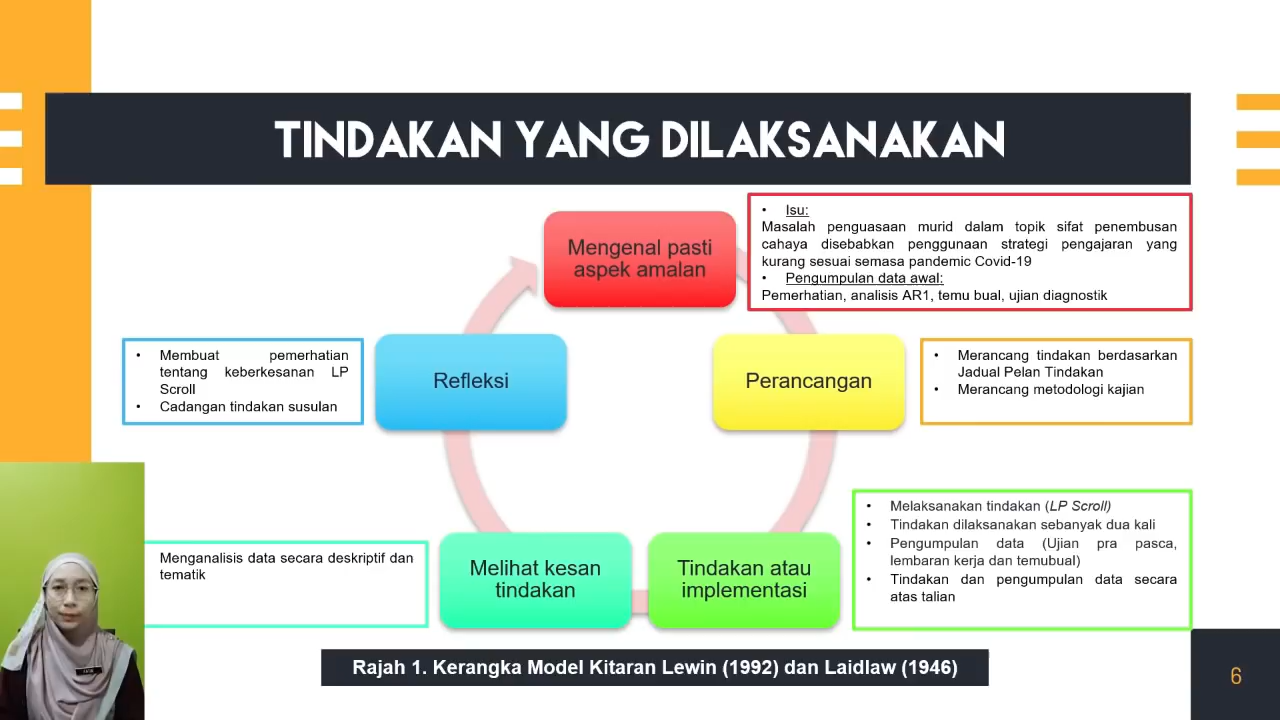 TINDAKAN YANG DILAKSANAKAN
Mengenal pasti
aspek amalan
• Isu:
Masalah penguasaan murid dalam topik sifat penembusan
cahaya disebabkan penggunaan strategi pengajaran yang
kurang sesuai semasa pandemic Covid-19
• Pengumpulan data awal:
Pemerhatian, analisis AR1, temu bual, ujian diagnostik
Perancangan
• Merancang tindakan berdasarkan
Jadual Pelan Tindakan
• Merancang metodologi kajian
Tindakan atau
implementasi
• Melaksanakan tindakan (LP Scroll)
• Tindakan dilaksanakan sebanyak dua kali
• Pengumpulan data (Ujian pra pasca,
lembaran kerja dan temubual)
• Tindakan dan pengumpulan data secara
atas talian
Melihat kesan
tindakan
Menganalisis data secara deskriptif dan
tematik
Refleksi
• Membuat pemerhatian
tentang keberkesanan LP
Scroll
• Cadangan tindakan susulan
Rajah 1. Kerangka Model Kitaran Lewin (1992) dan Laidlaw (1946)
6